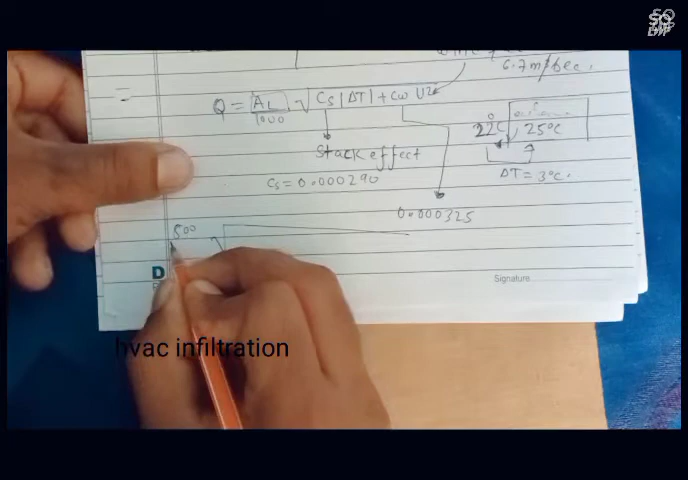 6.7m/sec.
Q = AL/1000 √Cs|ΔT| + Cw U2
22°C, 25°C
Stack effect
ΔT = 3°C.
Cs = 0.000290
0.000325
500
D
Signature
hvac infiltration